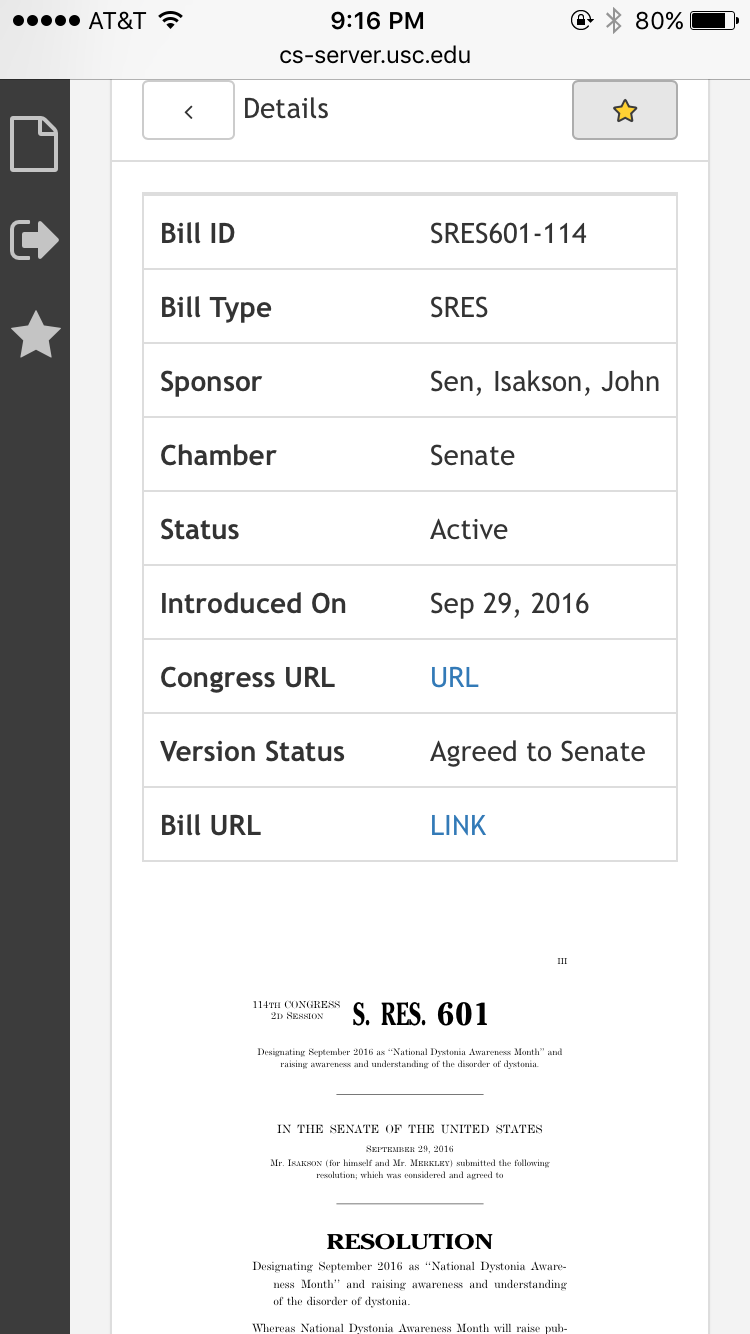 AT&T 9:16 PM 80%
cs-server.usc.edu
Details
Bill ID SRES601-114
Bill Type SRES
Sponsor Sen, Isakson, John
Chamber Senate
Status Active
Introduced On Sep 29, 2016
Congress URL URL
Version Status Agreed to Senate
Bill URL LINK
III
114TH CONGRESS
2D SESSION
S. RES. 601
Designating September 2016 as ‘‘National Dystonia Awareness Month’’ and
raising awareness and understanding of the disorder of dystonia.
IN THE SENATE OF THE UNITED STATES
SEPTEMBER 29, 2016
Mr. ISAKSON (for himself and Mr. MERKLEY) submitted the following
resolution; which was considered and agreed to
RESOLUTION
Designating September 2016 as ‘‘National Dystonia Aware-
ness Month’’ and raising awareness and understanding
of the disorder of dystonia.
Whereas National Dystonia Awareness Month will raise pub-